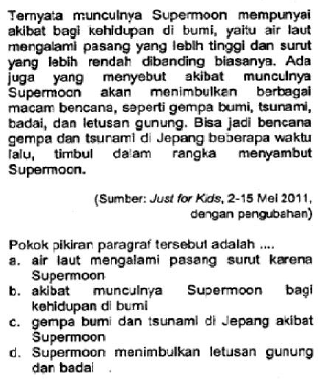 Ternyata munculnya Supermoon mempunyai
akibat bagi kehidupan di bumi, yaitu air laut
mengalami pasang yang lebih tinggi dan surut
yang lebih rendah dibanding biasanya. Ada
juga yang menyebut akibat munculnya
Supermoon akan menimbulkan berbagai
macam bencana, seperti gempa bumi, tsunami,
badai, dan letusan gunung. Bisa jadi bencana
gempa dan tsunami di Jepang beberapa waktu
lalu, timbul dalam rangka menyambut
Supermoon.
(Sumber: Just for Kids, 2-15 Mei 2011,
dengan pengubahan)
Pokok pikiran paragraf tersebut adalah ....
a. air laut mengalami pasang surut karena
Supermoon
b. akibat munculnya Supermoon bagi
kehidupan di bumi
c. gempa bumi dan tsunami di Jepang akibat
Supermoon
d. Supermoon menimbulkan letusan gunung
dan badai